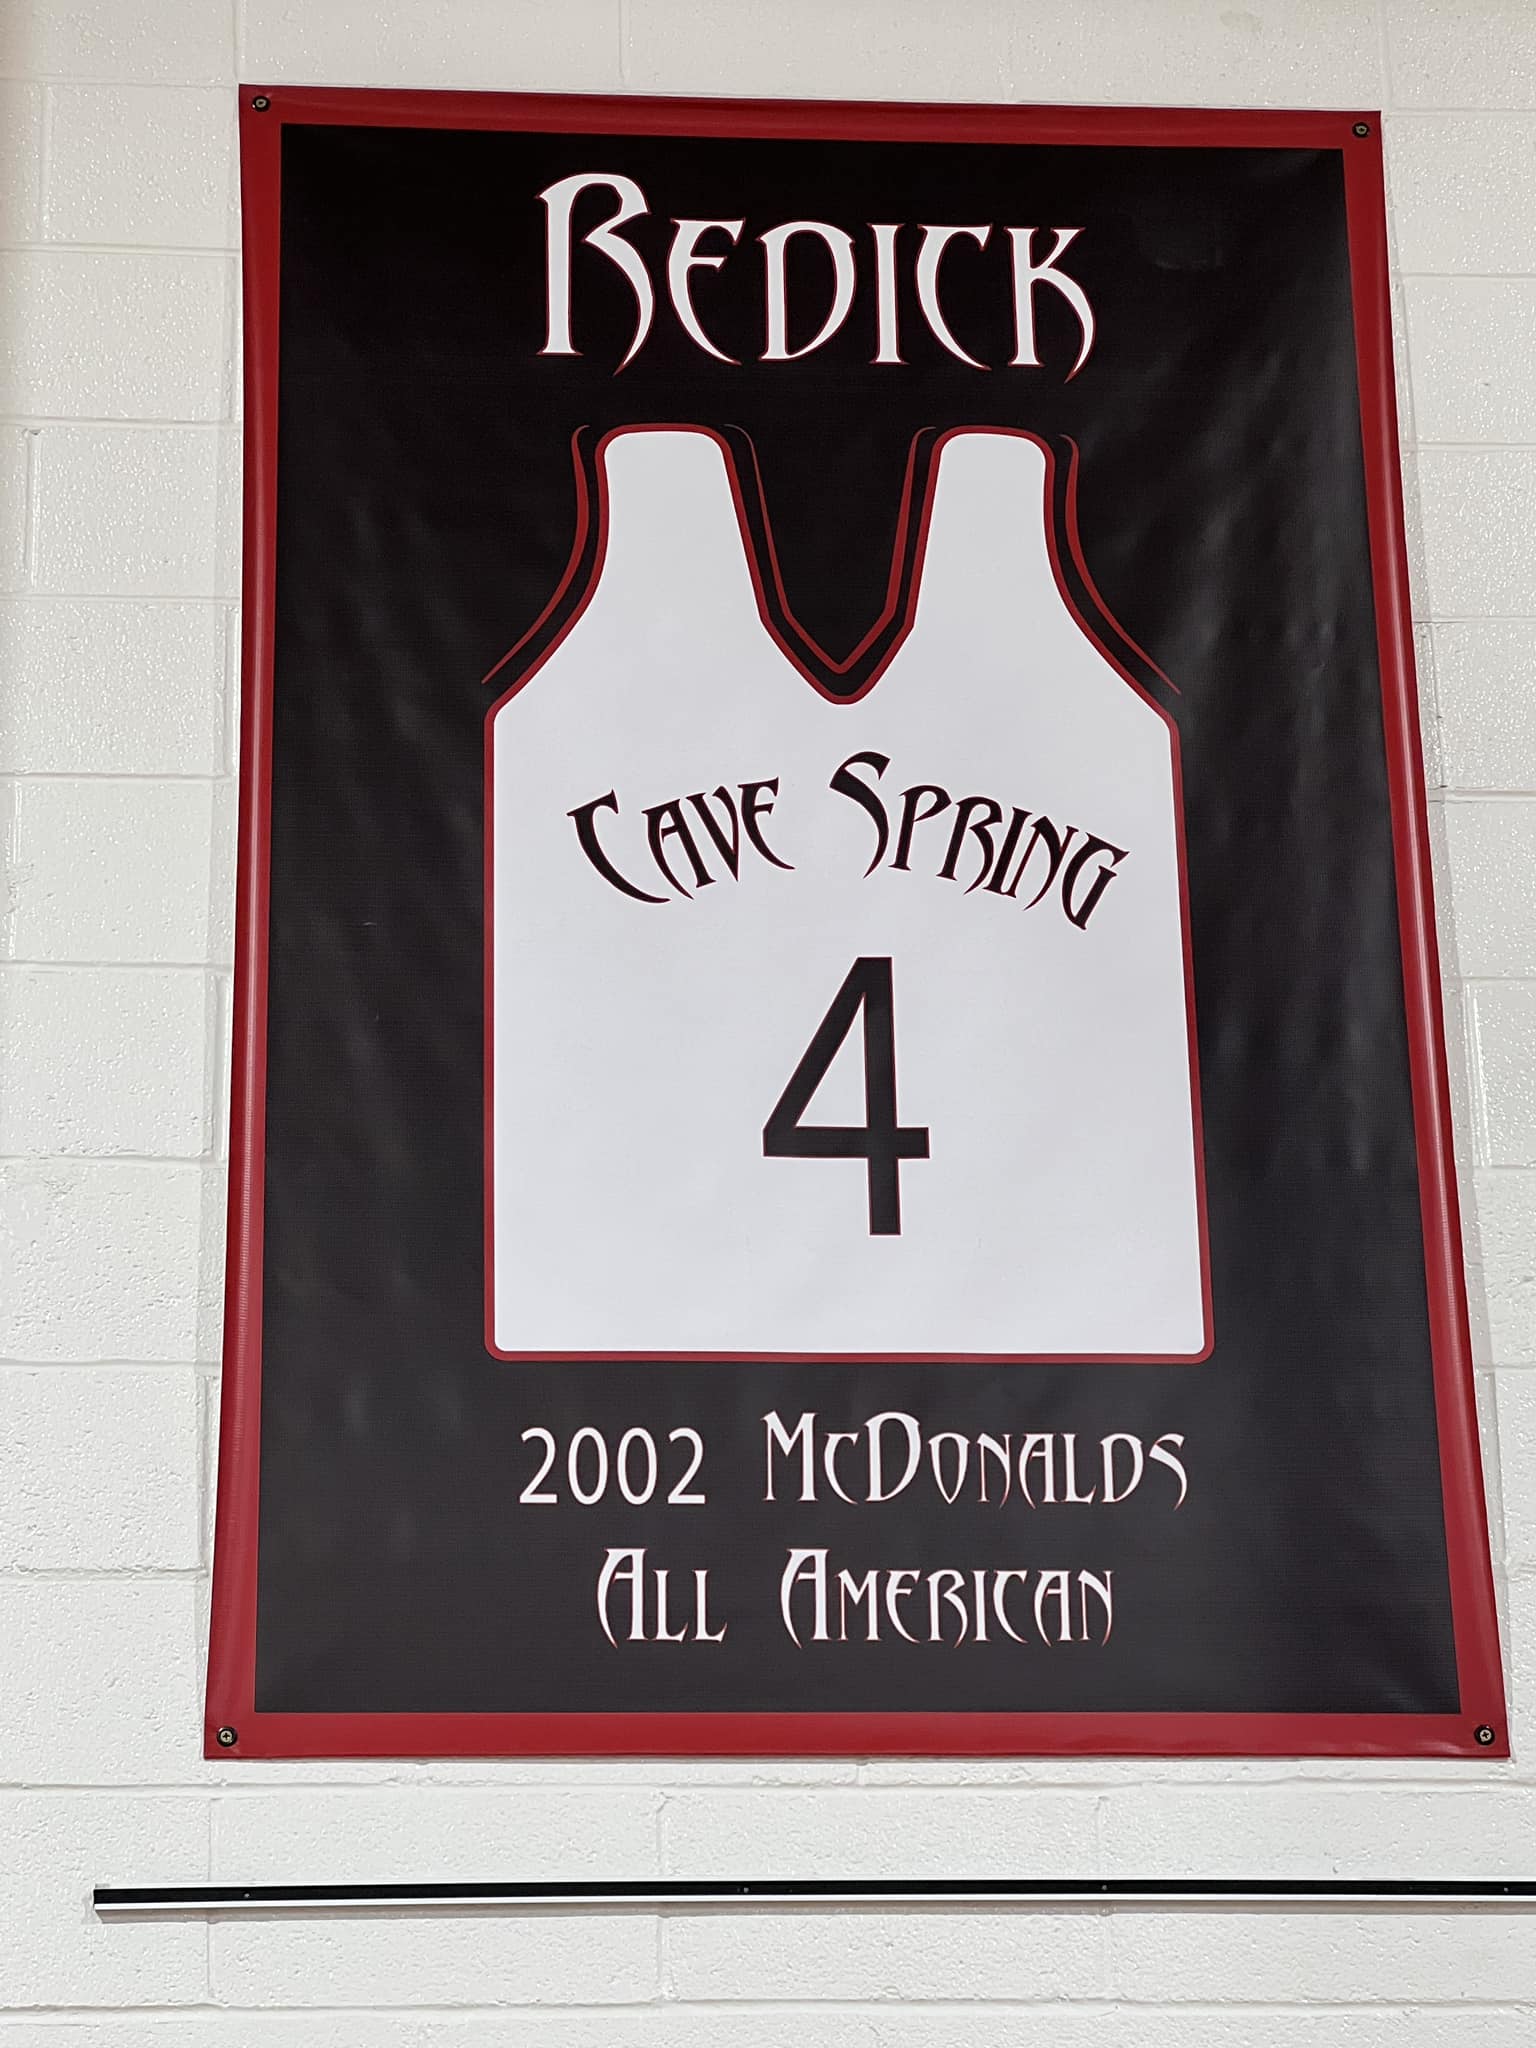 Redick
Cave Spring
4
2002 McDonalds
All American